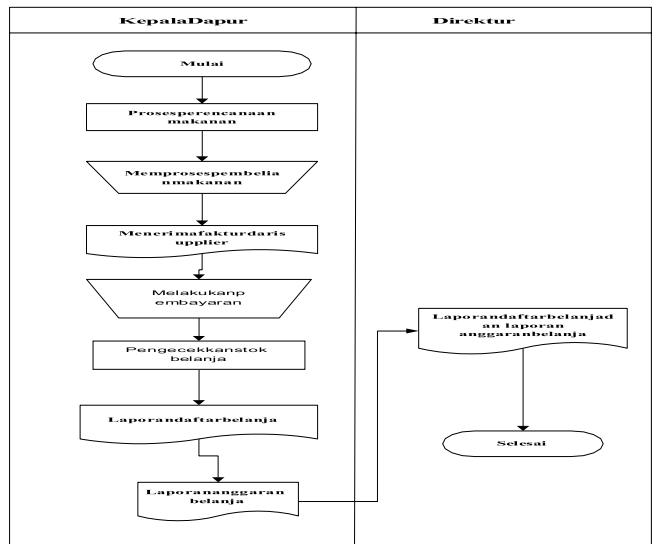 KepalaDapur
Direktur
Mulai
Prosesperencanaan
makanan
Memprosespembelia
nmakanan
Menerimafakturdaris
upplier
Melakukanp
embayaran
Pengecekkanstok
belanja
Laporandaftarbelanja
Laporananggaran
belanja
Laporandaftarbelanjad
an laporan
anggaranbelanja
Selesai